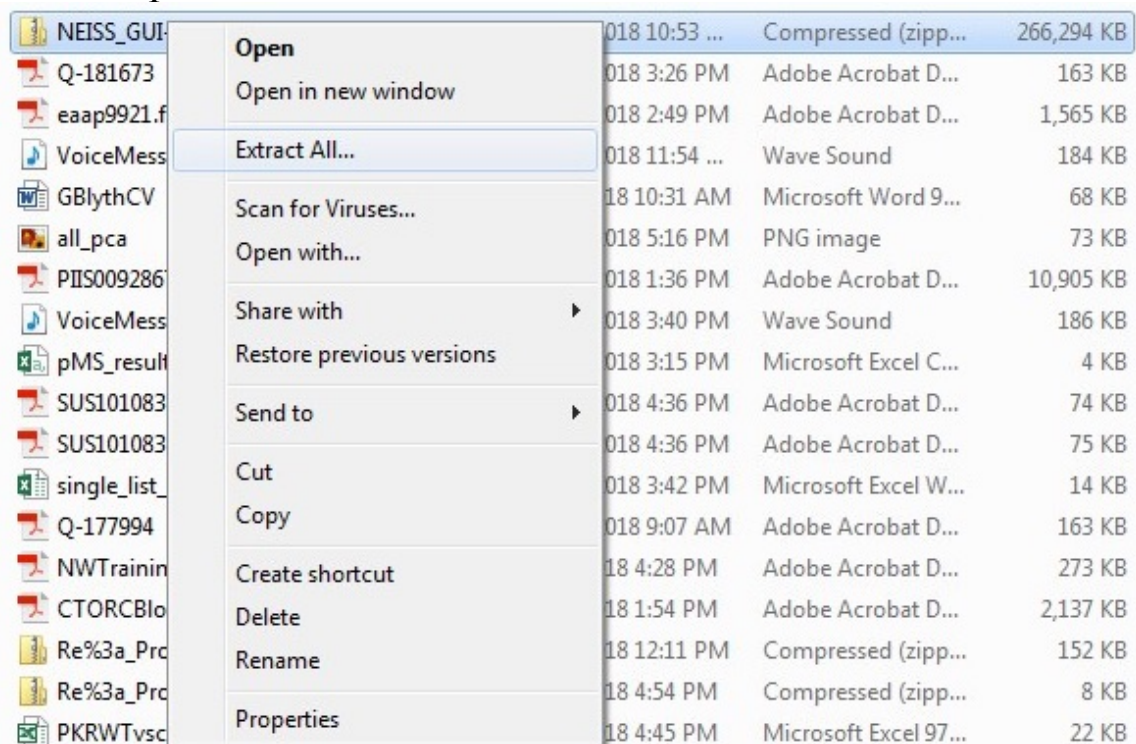 NEISS_GUI- 018 10:53 ... Compressed (zipp... 266,294 KB
Open
Q-181673 018 3:26 PM Adobe Acrobat D... 163 KB
Open in new window
eaap9921.f 018 2:49 PM Adobe Acrobat D... 1,565 KB
Extract All...
VoiceMess 018 11:54 ... Wave Sound 184 KB
GBlythCV 18 10:31 AM Microsoft Word 9... 68 KB
Scan for Viruses...
all_pca 018 5:16 PM PNG image 73 KB
Open with...
PIIS0092867 018 1:36 PM Adobe Acrobat D... 10,905 KB
Share with
VoiceMess 018 3:40 PM Wave Sound 186 KB
Restore previous versions
pMS_result 018 3:15 PM Microsoft Excel C... 4 KB
SUS101083 018 4:36 PM Adobe Acrobat D... 74 KB
Send to
SUS101083 018 4:36 PM Adobe Acrobat D... 75 KB
Cut
single_list_ 018 3:42 PM Microsoft Excel W... 14 KB
Copy
Q-177994 018 9:07 AM Adobe Acrobat D... 163 KB
NWTrainin 18 4:28 PM Adobe Acrobat D... 273 KB
Create shortcut
CTORCBlo 18 1:54 PM Adobe Acrobat D... 2,137 KB
Delete
Re%3a_Pro 18 12:11 PM Compressed (zipp... 152 KB
Rename
Re%3a_Pro 18 4:54 PM Compressed (zipp... 8 KB
Properties
PKRWTvsc 18 4:45 PM Microsoft Excel 97... 22 KB